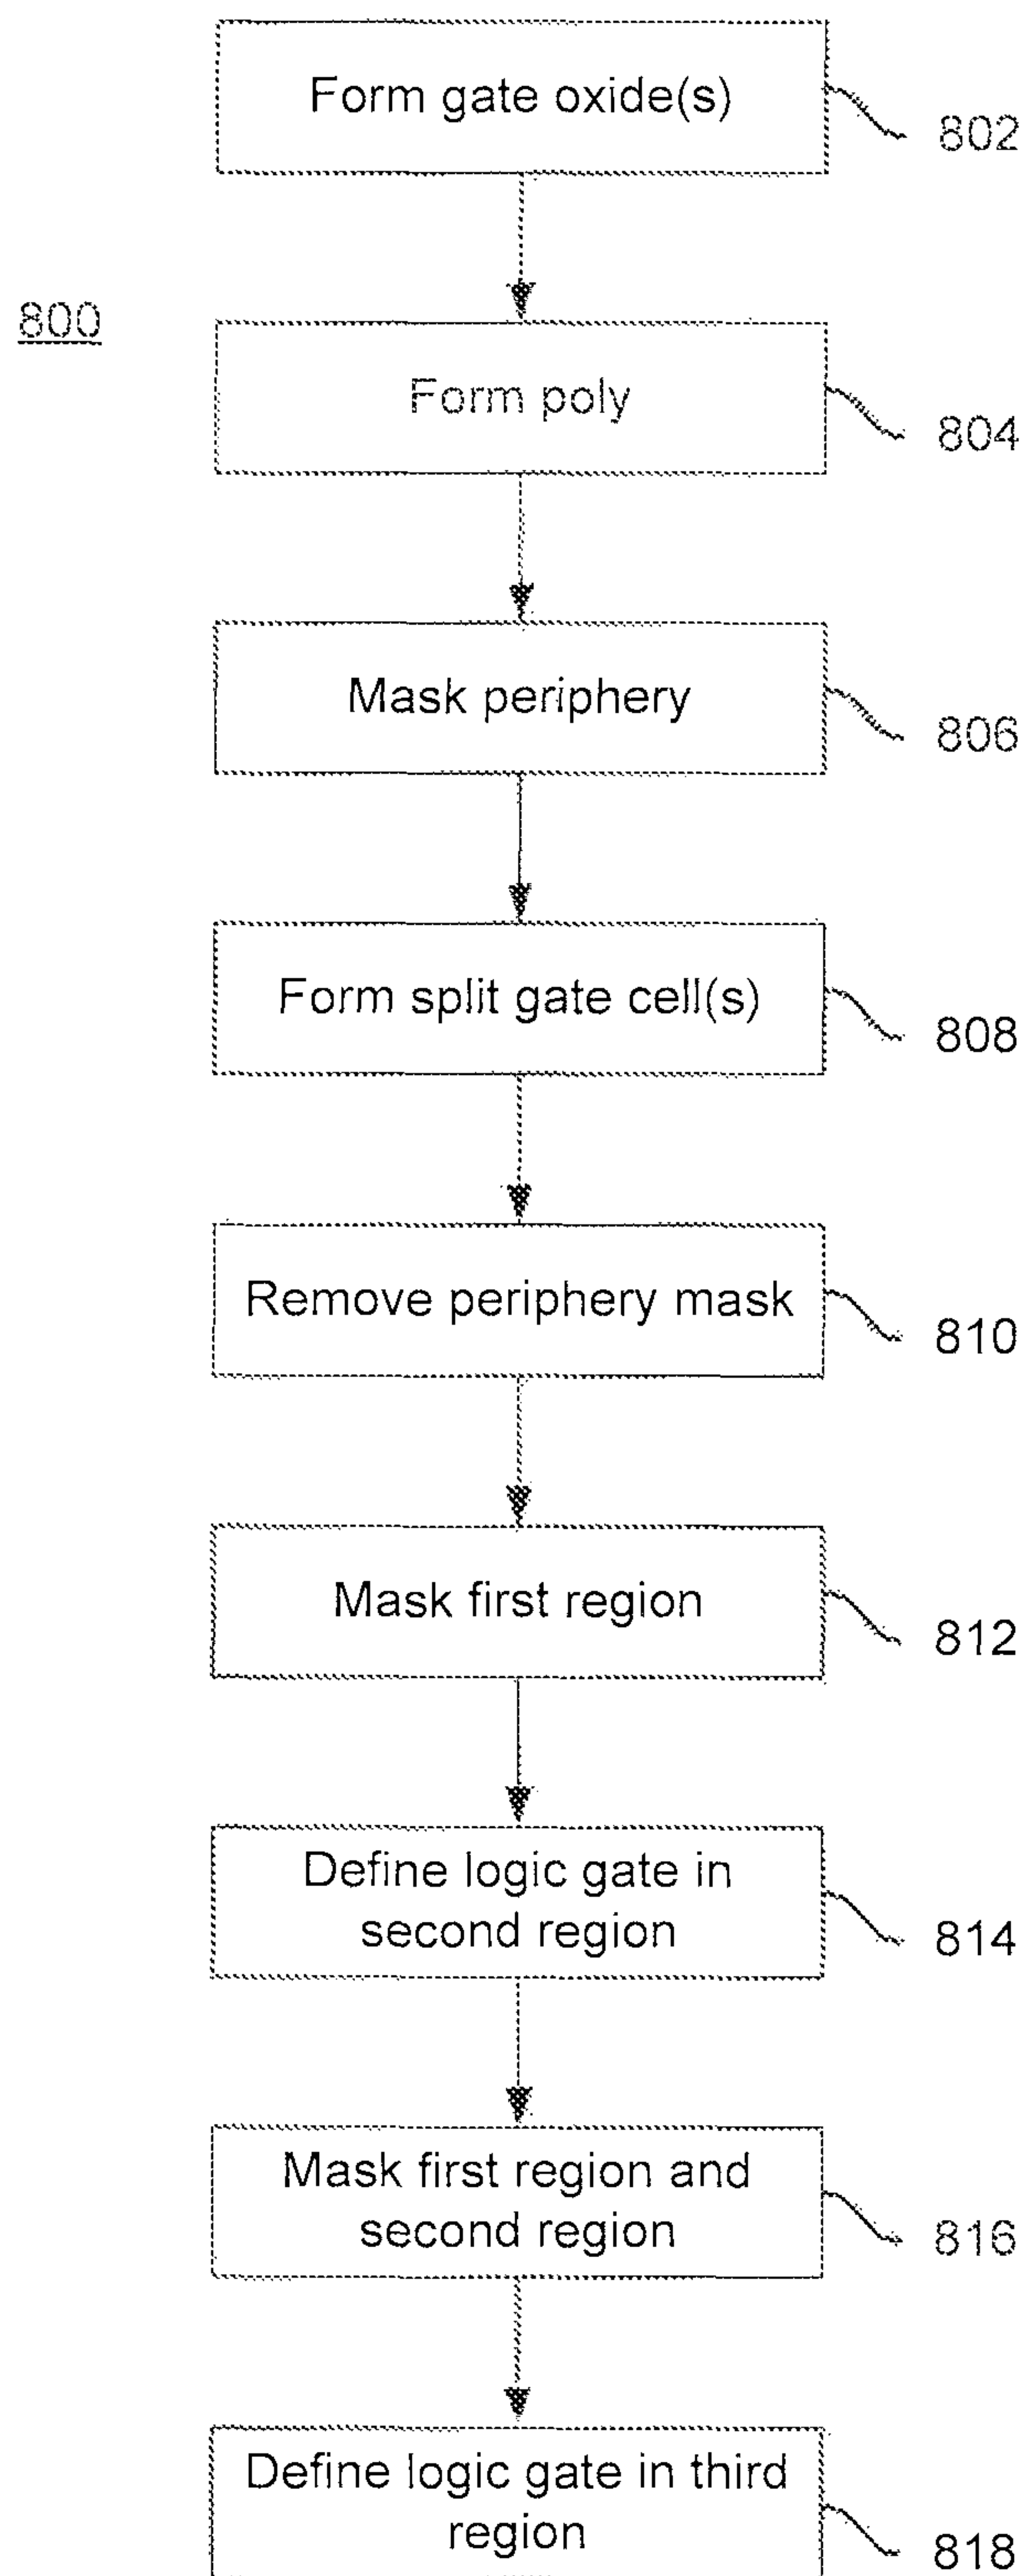 Form gate oxide(s)
802
800
Form poly
804
Mask periphery
806
Form split gate cell(s)
808
Remove periphery mask
810
Mask first region
812
Define logic gate in
second region
814
Mask first region and
second region
816
Define logic gate in third
region
818